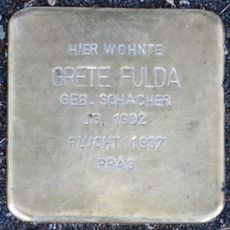 HIER WOHNTE
GRETE FULDA
GEB. SCHACHER
JG. 1902
FLUCHT 1937
PRAG